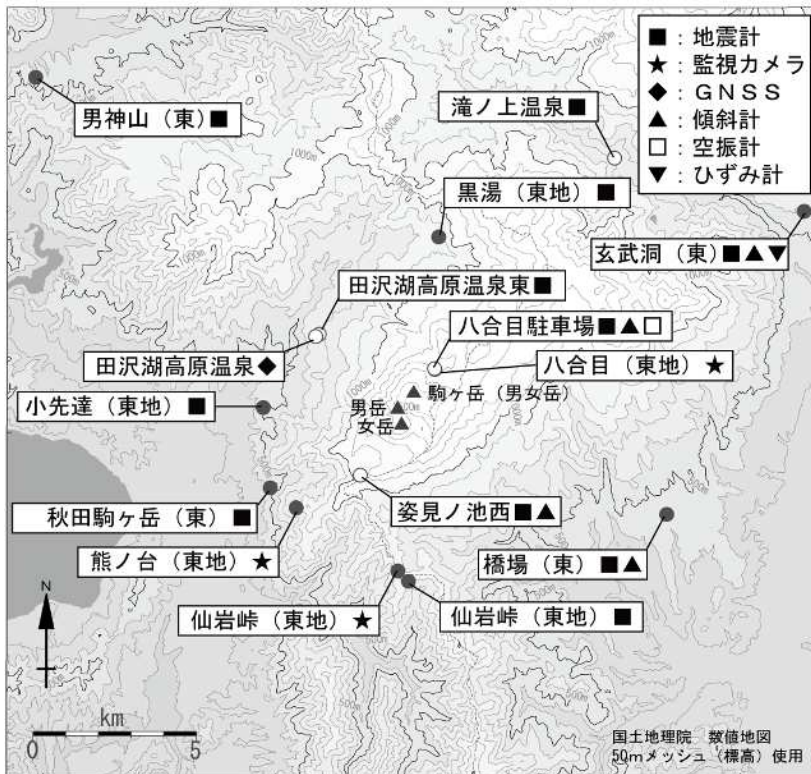 ■：地震計
★：監視カメラ
◆：ＧＮＳＳ
▲：傾斜計
□：空振計
▼：ひずみ計
男神山（東）■
滝ノ上温泉■
黒湯（東地）■
玄武洞（東）■▲▼
田沢湖高原温泉東■
八合目駐車場■▲□
田沢湖高原温泉◆
八合目（東地）★
駒ヶ岳（男女岳）
小先達（東地）■
男岳
女岳
秋田駒ヶ岳（東）■
姿見ノ池西■▲
熊ノ台（東地）★
橋場（東）■▲
仙岩峠（東地）★
仙岩峠（東地）■
N
km
0 5
国土地理院　数値地図
50mメッシュ（標高）使用